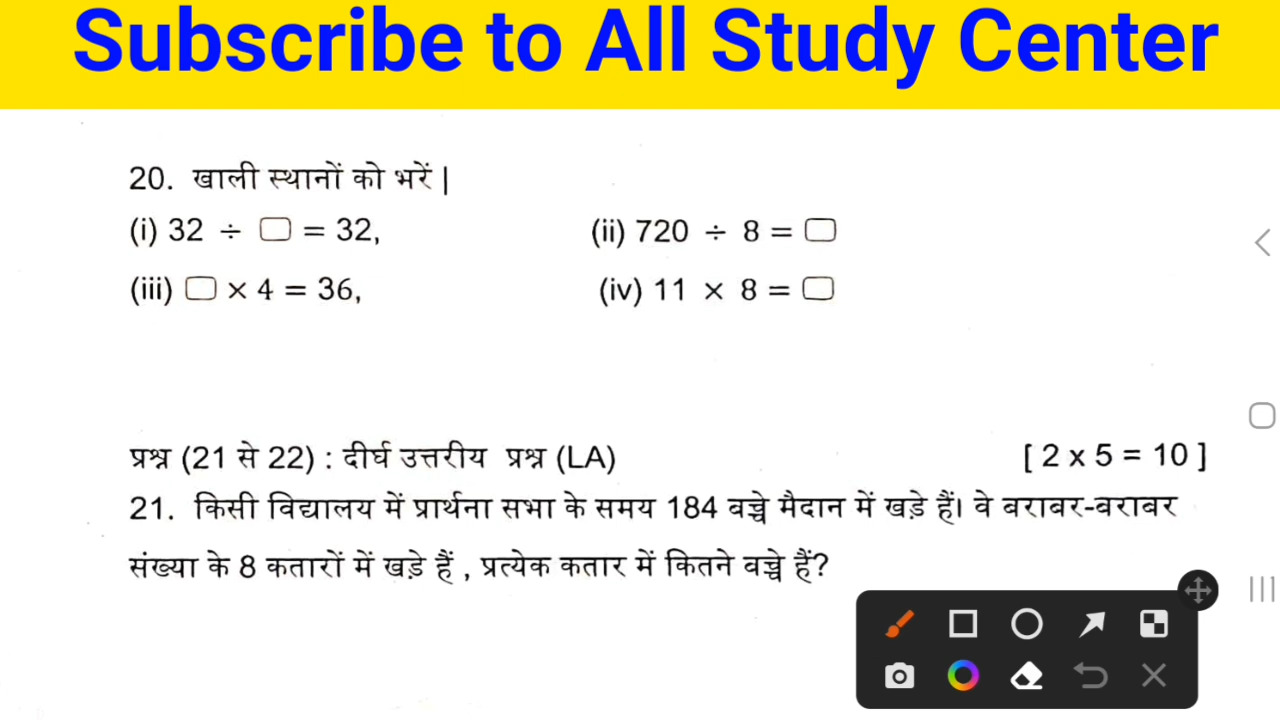 Subscribe to All Study Center
20. खाली स्थानों को भरें |
(i) 32 ÷ ▢ = 32, (ii) 720 ÷ 8 = ▢
(iii) ▢ × 4 = 36, (iv) 11 × 8 = ▢
प्रश्न (21 से 22) : दीर्घ उत्तरीय प्रश्न (LA) [ 2 x 5 = 10 ]
21. किसी विद्यालय में प्रार्थना सभा के समय 184 बच्चे मैदान में खड़े हैं। वे बराबर-बराबर
संख्या के 8 कतारों में खड़े हैं , प्रत्येक कतार में कितने बच्चे हैं?